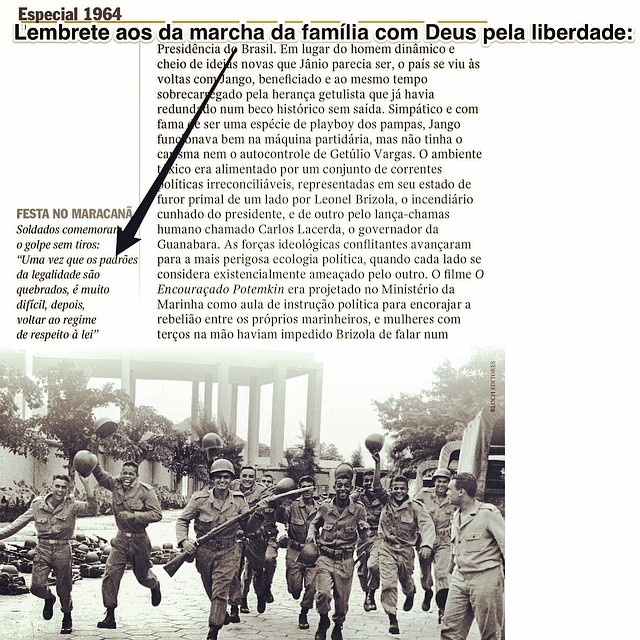 Especial 1964
Lembrete aos da marcha da família com Deus pela liberdade:
Presidência do Brasil. Em lugar do homem dinâmico e
cheio de ideias novas que Jânio parecia ser, o país se viu às
voltas com Jango, beneficiado e ao mesmo tempo
sobrecarregado pela herança getulista que já havia
redundado num beco histórico sem saída. Simpático e com
fama de ser uma espécie de playboy dos pampas, Jango
funcionava bem na máquina partidária, mas não tinha o
carisma nem o autocontrole de Getúlio Vargas. O ambiente
tóxico era alimentado por um conjunto de correntes
políticas irreconciliáveis, representadas em seu estado de
furor primal de um lado por Leonel Brizola, o incendiário
cunhado do presidente, e de outro pelo lança-chamas
humano chamado Carlos Lacerda, o governador da
Guanabara. As forças ideológicas conflitantes avançaram
para a mais perigosa ecologia política, quando cada lado se
considera existencialmente ameaçado pelo outro. O filme O
Encouraçado Potemkin era projetado no Ministério da
Marinha como aula de instrução política para encorajar a
rebelião entre os próprios marinheiros, e mulheres com
terços na mão haviam impedido Brizola de falar num
FESTA NO MARACANÃ
Soldados comemoram
o golpe sem tiros:
“Uma vez que os padrões
da legalidade são
quebrados, é muito
difícil, depois,
voltar ao regime
de respeito à lei”
BLOCH EDITORES